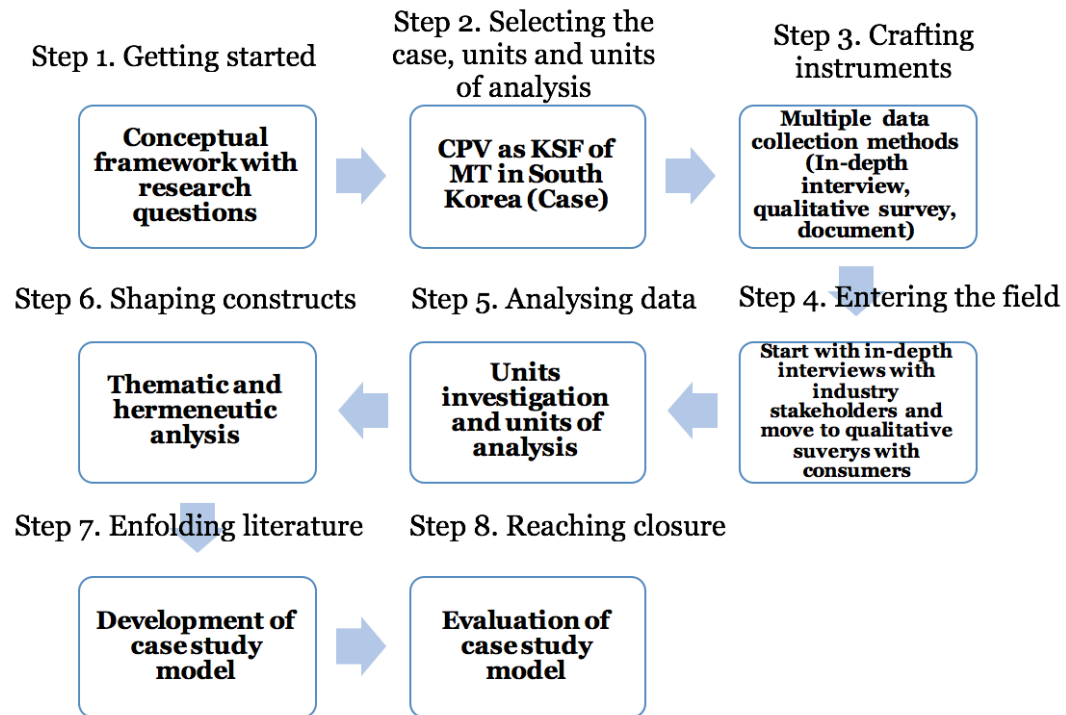 Step 1. Getting started
Conceptual
framework with
research
questions
Step 2. Selecting the
case, units and units
of analysis
CPV as KSF of
MT in South
Korea (Case)
Step 3. Crafting
instruments
Multiple data
collection methods
(In-depth
interview,
qualitative survey,
document)
Step 4. Entering the field
Start with in-depth
interviews with
industry
stakeholders and
move to qualitative
suverys with
consumers
Step 5. Analysing data
Units
investigation
and units of
analysis
Step 6. Shaping constructs
Thematic and
hermeneutic
anlysis
Step 7. Enfolding literature
Development of
case study
model
Step 8. Reaching closure
Evaluation of
case study
model